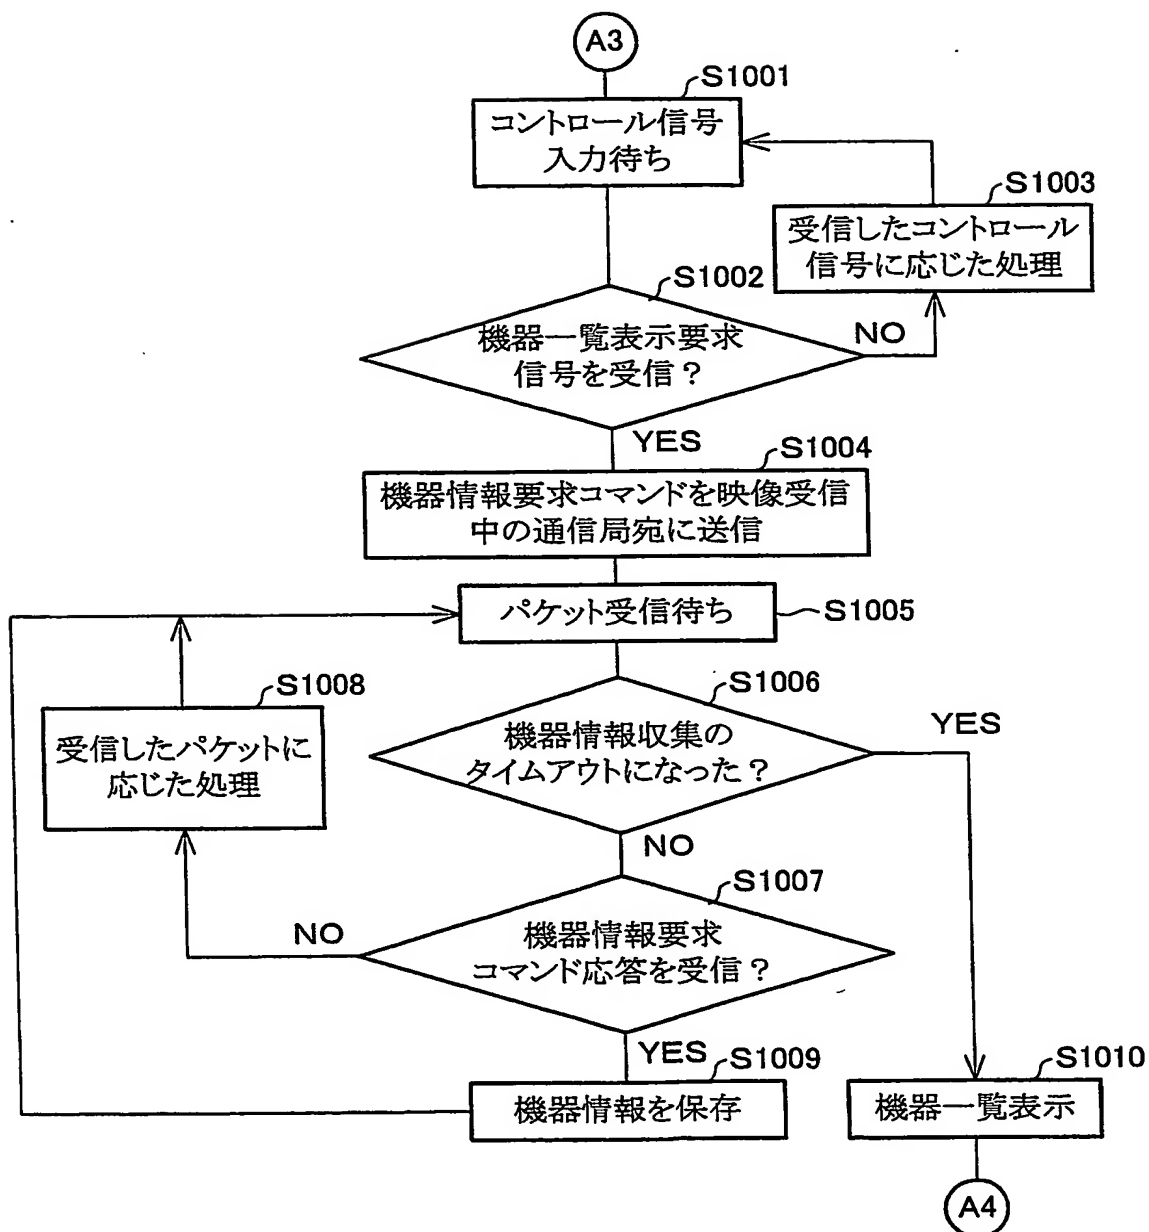 A3
S1001
コントロール信号
入力待ち
S1003
受信したコントロール
信号に応じた処理
S1002
機器一覧表示要求
信号を受信？
NO
YES
S1004
機器情報要求コマンドを映像受信
中の通信局宛に送信
パケット受信待ち
S1005
S1008
受信したパケットに
応じた処理
S1006
機器情報収集の
タイムアウトになった？
YES
NO
S1007
機器情報要求
コマンド応答を受信？
NO
YES
S1009
機器情報を保存
S1010
機器一覧表示
A4